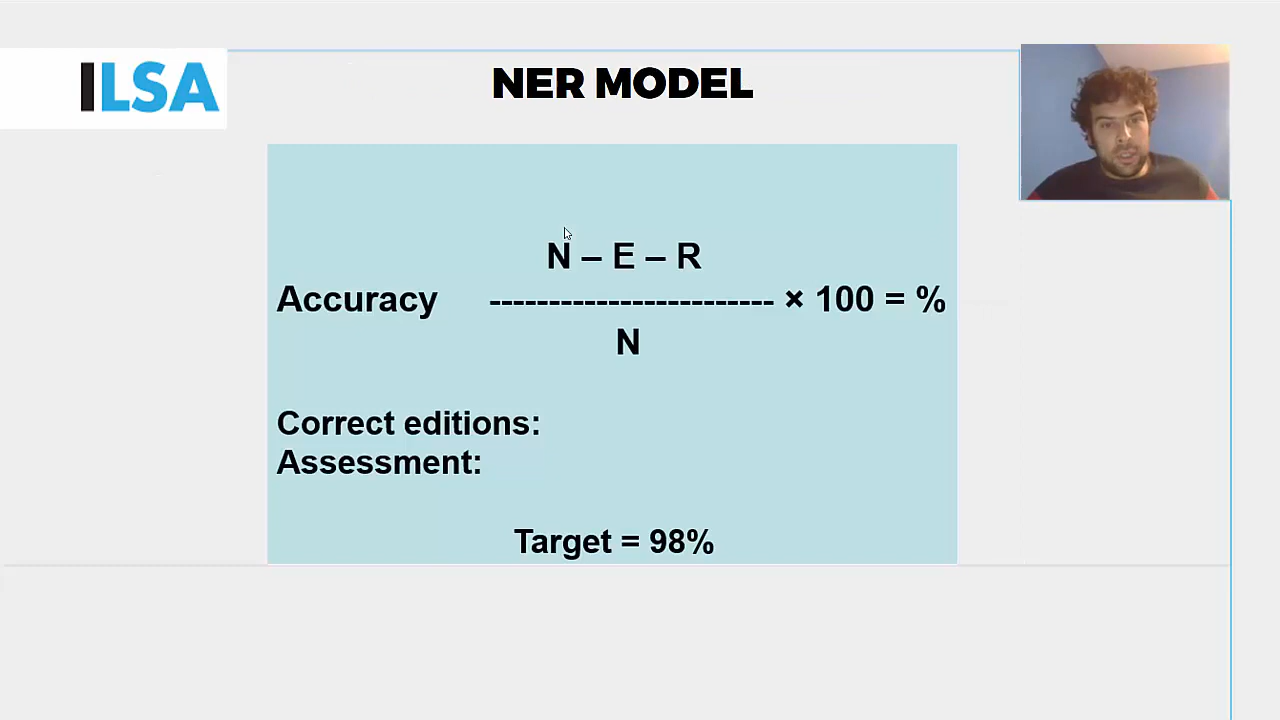 ILSA
NER MODEL
N – E – R
Accuracy ------------------------ × 100 = %
N
Correct editions:
Assessment:
Target = 98%